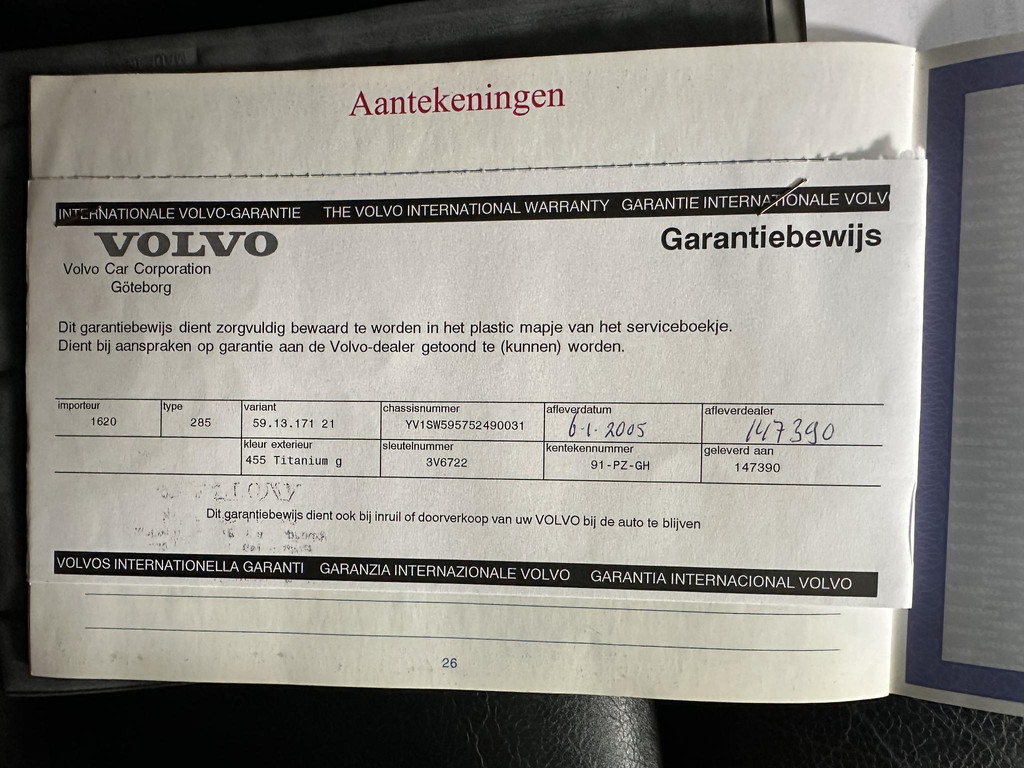 Aantekeningen
INTERNATIONALE VOLVO-GARANTIE THE VOLVO INTERNATIONAL WARRANTY GARANTIE INTERNATIONALE VOLV
VOLVO
Garantiebewijs
Volvo Car Corporation
Göteborg
Dit garantiebewijs dient zorgvuldig bewaard te worden in het plastic mapje van het serviceboekje.
Dient bij aanspraken op garantie aan de Volvo-dealer getoond te (kunnen) worden.
importeur type variant chassisnummer afleverdatum afleverdealer
1620 285 59.13.171 21 YV1SW595752490031 6-1-2005 147390
kleur exterieur sleutelnummer kentekennummer geleverd aan
455 Titanium g 3V6722 91-PZ-GH 147390
Dit garantiebewijs dient ook bij inruil of doorverkoop van uw VOLVO bij de auto te blijven
VOLVOS INTERNATIONELLA GARANTI GARANZIA INTERNAZIONALE VOLVO GARANTIA INTERNACIONAL VOLVO
26